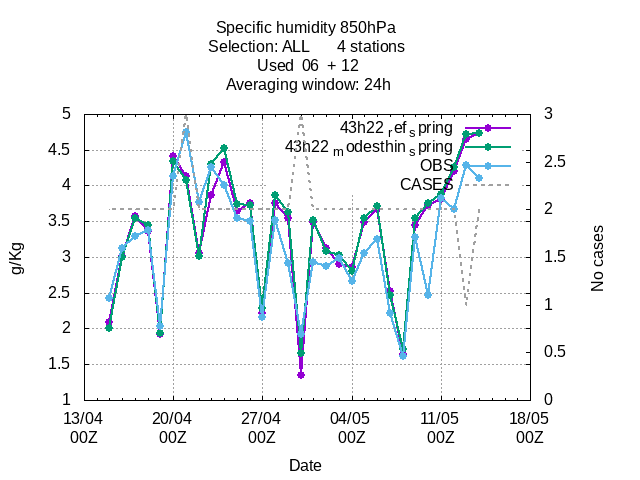 Specific humidity 850hPa
Selection: ALL 4 stations
Used 06 + 12
Averaging window: 24h
43h22 ref spring
43h22 modesthin spring
OBS
CASES
5
4.5
4
3.5
3
2.5
2
1.5
1
g/Kg
3
2.5
2
1.5
1
0.5
0
No cases
13/04 20/04 27/04 04/05 11/05 18/05
00Z 00Z 00Z 00Z 00Z 00Z
Date